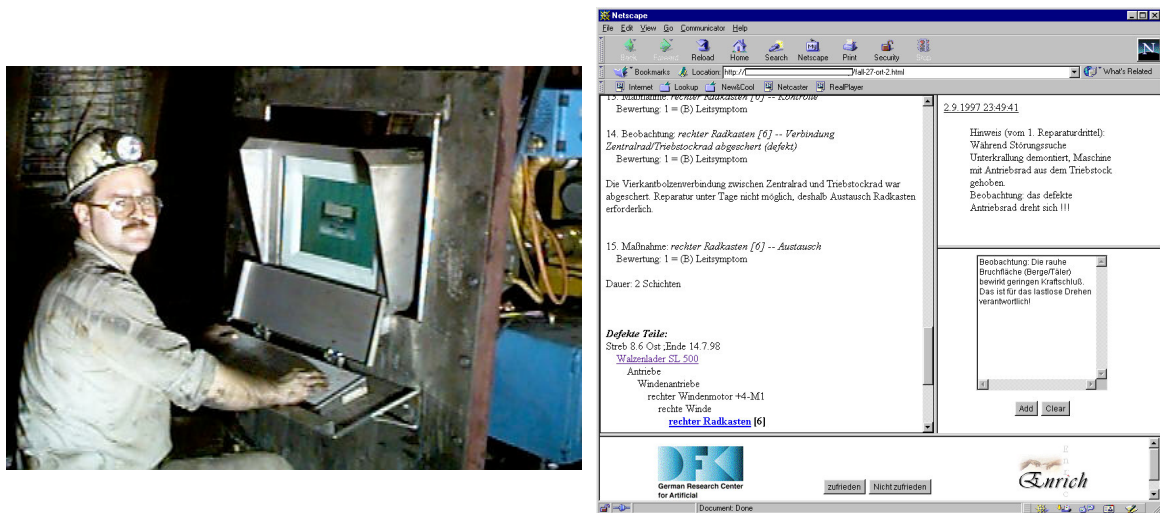 Netscape
File Edit View Go Communicator Help
Back Forward Reload Home Search Netscape Print Security Stop
Bookmarks Location: http:// /fall-27-ort-2.html What's Related
Internet Lookup New&Cool Netcaster RealPlayer
13. Maßnahme: rechter Radkasten [6] -- Kontrolle
Bewertung: 1 = (B) Leitsymptom
14. Beobachtung: rechter Radkasten [6] -- Verbindung
Zentralrad/Triebstockrad abgeschert (defekt)
Bewertung: 1 = (B) Leitsymptom
Die Vierkantbolzenverbindung zwischen Zentralrad und Triebstockrad war
abgeschert. Reparatur unter Tage nicht möglich, deshalb Austausch Radkasten
erforderlich.
15. Maßnahme: rechter Radkasten [6] -- Austausch
Bewertung: 1 = (B) Leitsymptom
Dauer: 2 Schichten
Defekte Teile:
Streb 8.6 Ost ;Ende 14.7.98
Walzenlader SL 500
Antriebe
Windenantriebe
rechter Windenmotor +4-M1
rechte Winde
rechter Radkasten [6]
2.9.1997 23:49:41
Hinweis (vom 1. Reparaturdrittel):
Während Störungssuche
Unterkrallung demontiert, Maschine
mit Antriebsrad aus dem Triebstock
gehoben.
Beobachtung: das defekte
Antriebsrad dreht sich !!!
Beobachtung: Die rauhe
Bruchfläche (Berge/Täler)
bewirkt geringen Kraftschluß.
Das ist für das lastlose Drehen
verantwortlich!
Add Clear
DFK
German Research Center
for Artificial
zufrieden Nicht zufrieden
Enrich
Document: Done